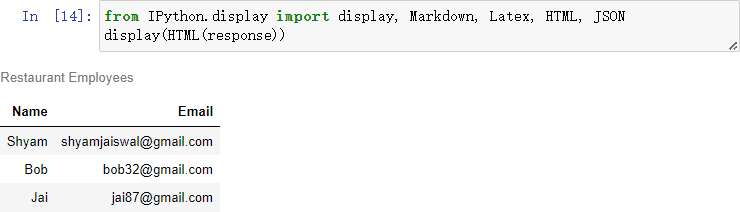 In [14]: from IPython.display import display, Markdown, Latex, HTML, JSON
display(HTML(response))
Restaurant Employees
Name Email
Shyam shyamjaiswal@gmail.com
Bob bob32@gmail.com
Jai jai87@gmail.com